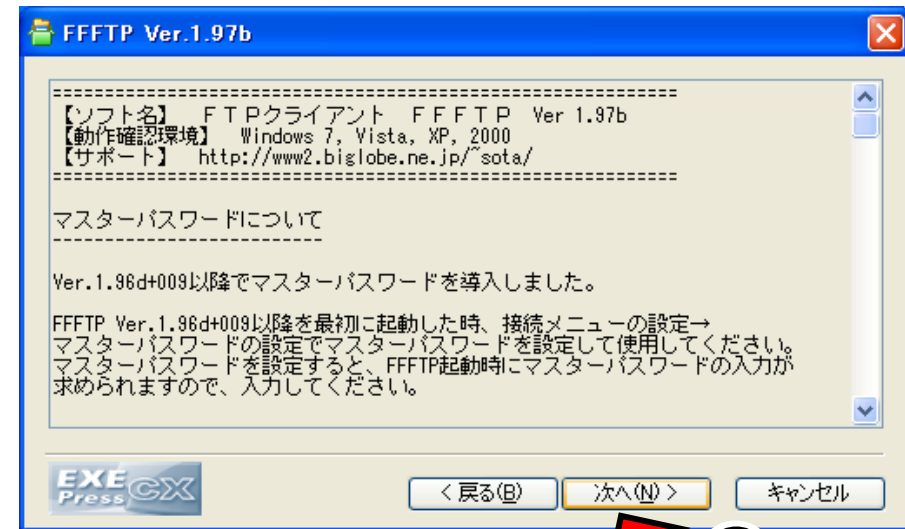 FFFTP Ver.1.97b
============================================================
【ソフト名】　ＦＴＰクライアント　ＦＦＦＴＰ　Ver 1.97b
【動作確認環境】　Windows 7, Vista, XP, 2000
【サポート】　http://www2.biglobe.ne.jp/~sota/
============================================================
マスターパスワードについて
--------------------------
Ver.1.96d+009以降でマスターパスワードを導入しました。
FFFTP Ver.1.96d+009以降を最初に起動した時、接続メニューの設定→
マスターパスワードの設定でマスターパスワードを設定して使用してください。
マスターパスワードを設定すると、FFFTP起動時にマスターパスワードの入力が
求められますので、入力してください。
EXE Press CX
< 戻る(B)　次へ(N) >　キャンセル